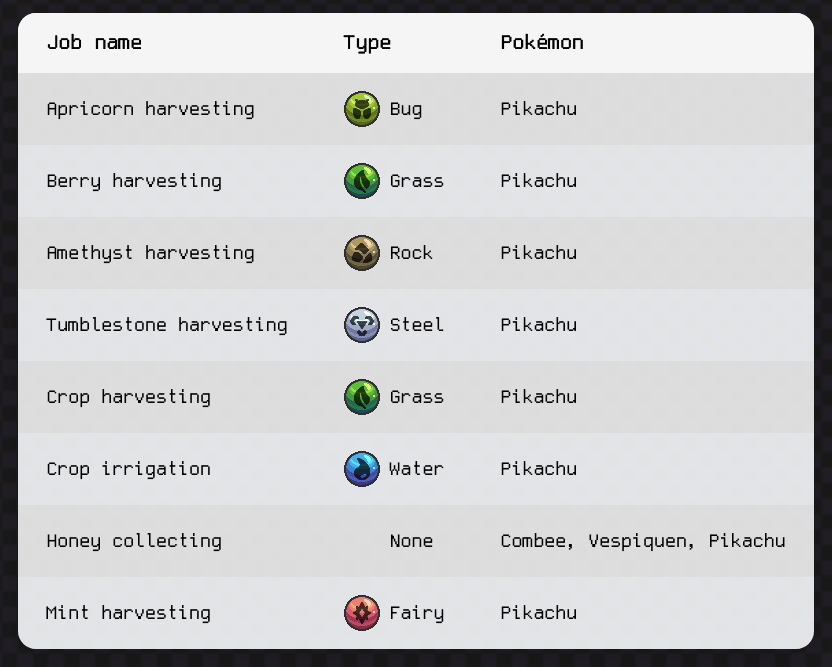 Job name Type Pokémon
Apricorn harvesting Bug Pikachu
Berry harvesting Grass Pikachu
Amethyst harvesting Rock Pikachu
Tumblestone harvesting Steel Pikachu
Crop harvesting Grass Pikachu
Crop irrigation Water Pikachu
Honey collecting None Combee, Vespiquen, Pikachu
Mint harvesting Fairy Pikachu